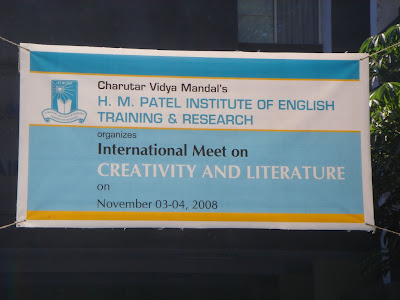 Charutar Vidya Mandal's
H. M. PATEL INSTITUTE OF ENGLISH
TRAINING & RESEARCH
organizes
International Meet on
CREATIVITY AND LITERATURE
on
November 03-04, 2008